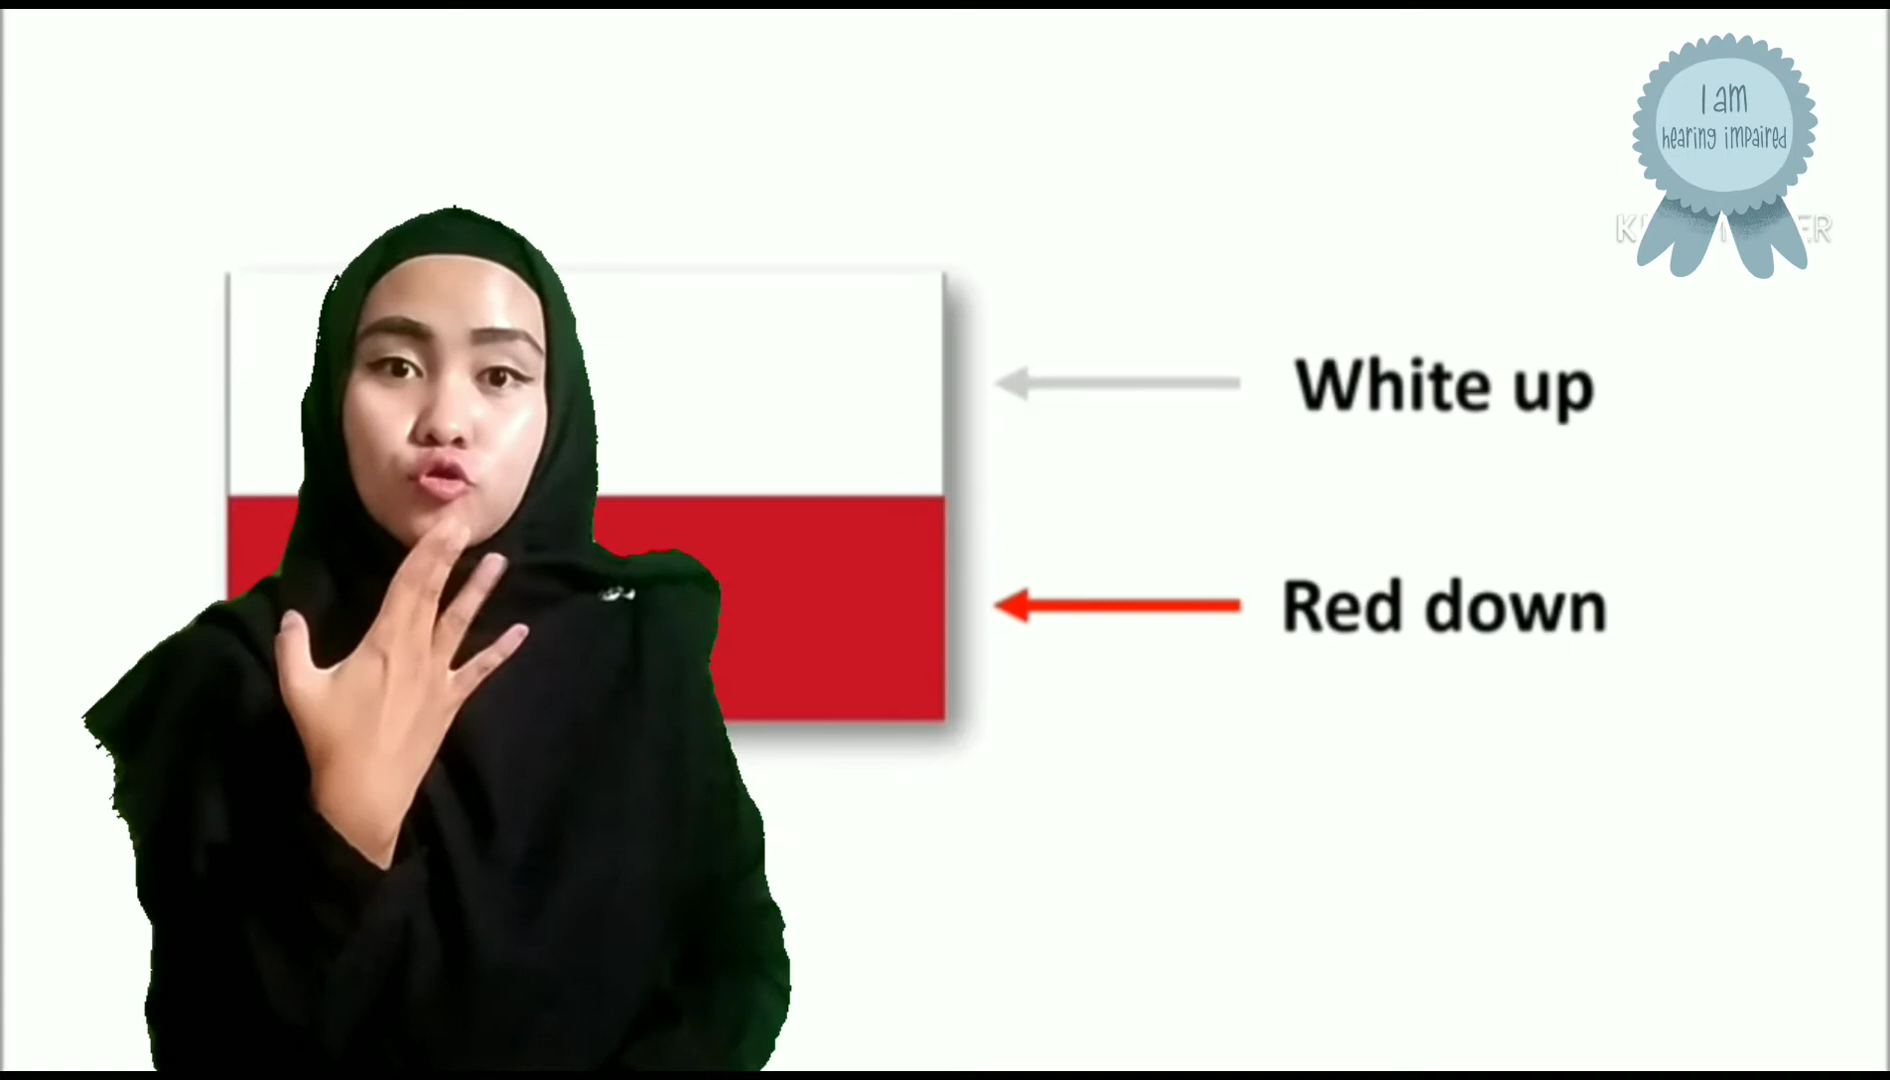 I am
hearing impaired
White up
Red down